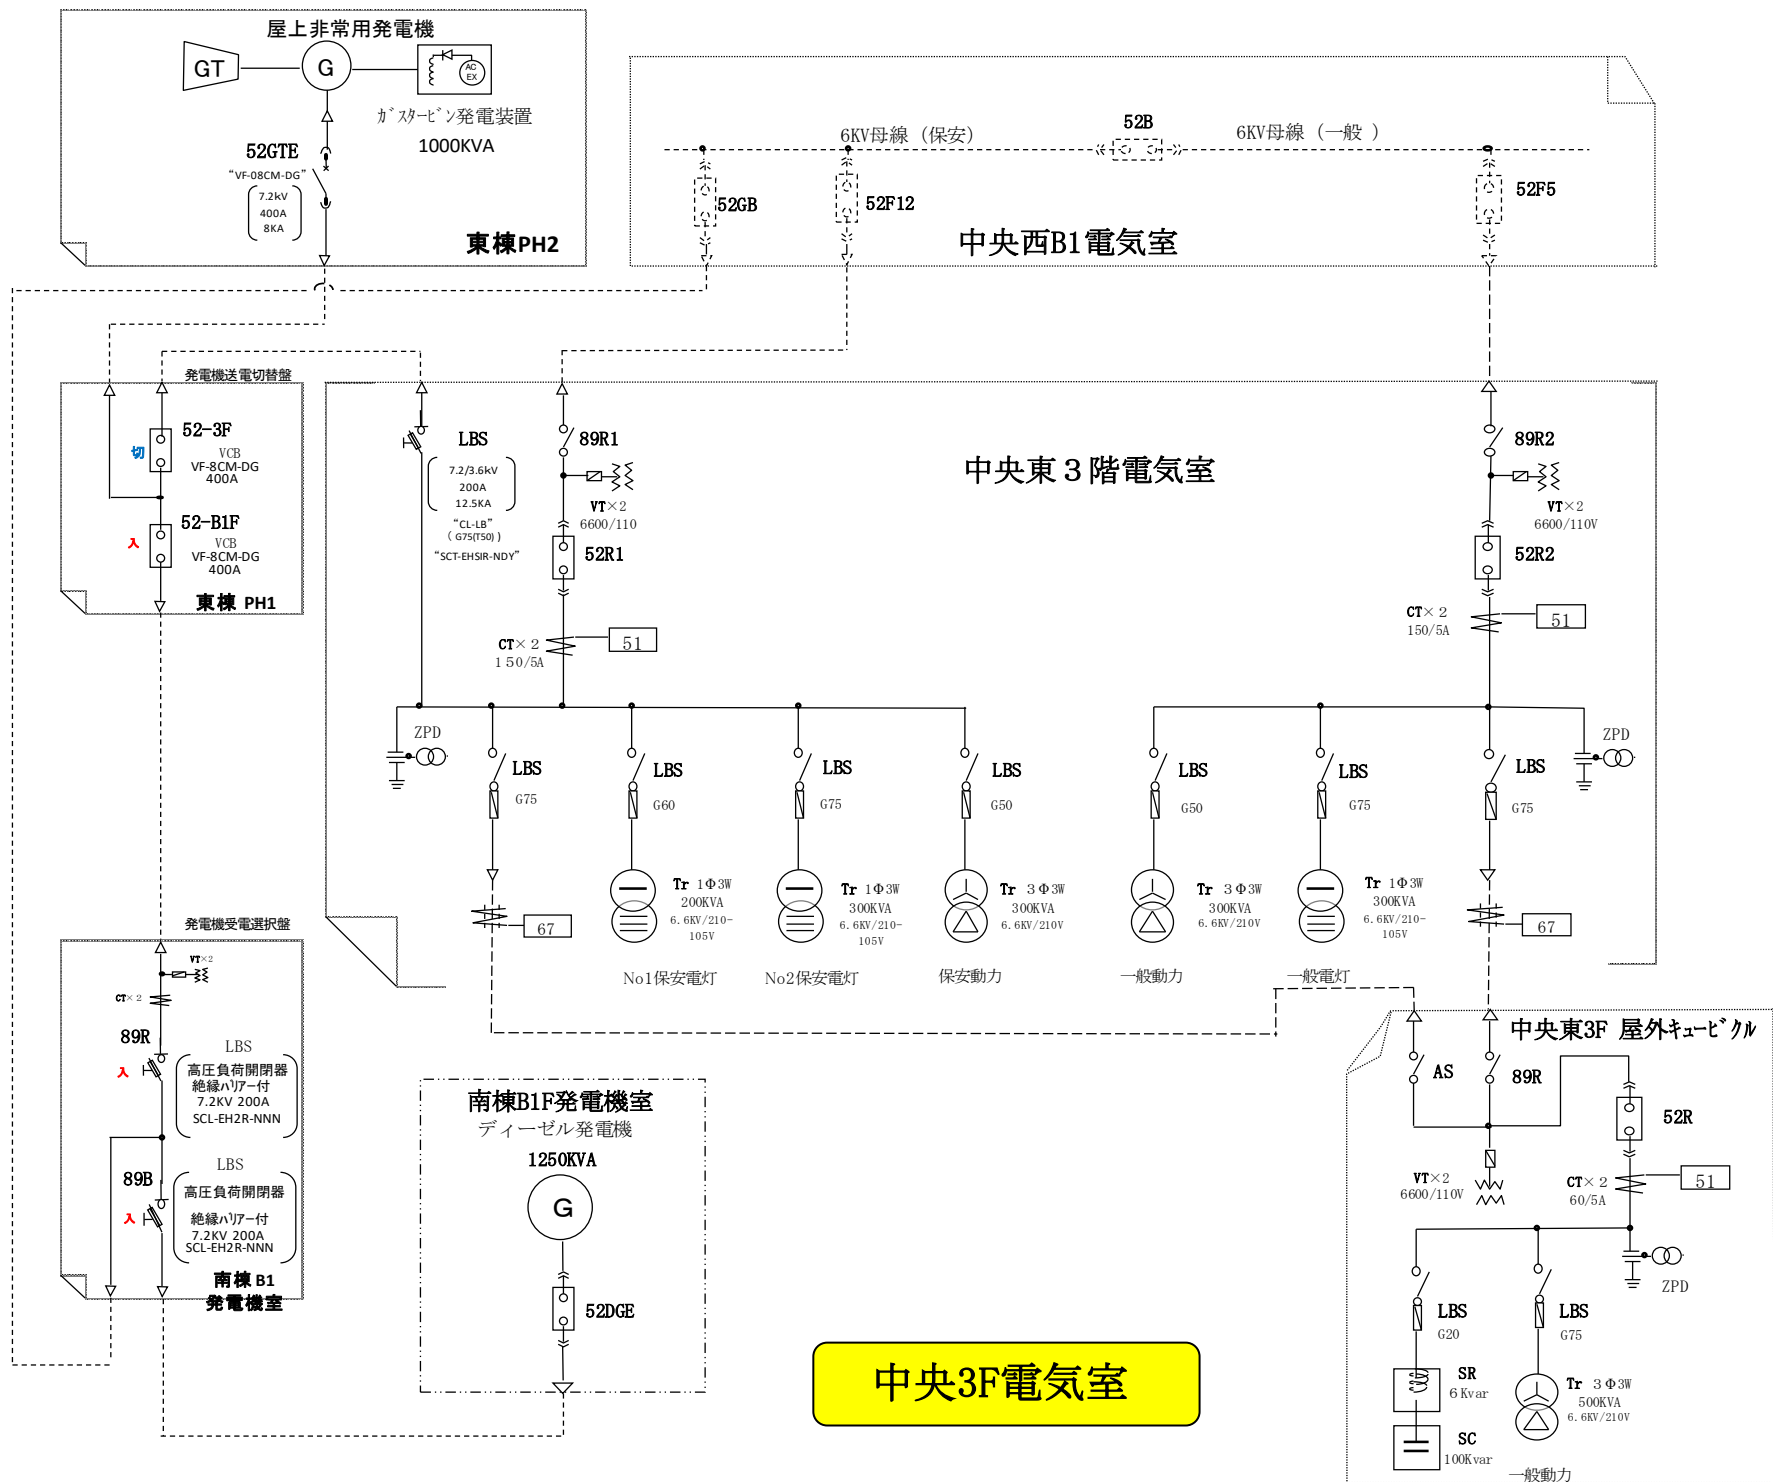 屋上非常用発電機
GT
G
AC
EX
ｶﾞｽﾀｰﾋﾞﾝ発電装置
1000KVA
52GTE
“VF-08CM-DG”
7.2kV
400A
8KA
東棟PH2
6KV母線（保安）
52B
6KV母線（一般 ）
52GB
52F12
52F5
中央西B1電気室
発電機送電切替盤
52-3F
切
VCB
VF-8CM-DG
400A
52-B1F
入
VCB
VF-8CM-DG
400A
東棟 PH1
LBS
7.2/3.6kV
200A
12.5KA
“CL-LB”
( G75(T50) )
“SCT-EHSIR-NDY”
89R1
VT×2
6600/110
52R1
CT×2
150/5A
51
中央東３階電気室
89R2
VT×2
6600/110V
52R2
CT×2
150/5A
51
ZPD
LBS
G75
LBS
G60
LBS
G75
LBS
G50
LBS
G50
LBS
G75
LBS
G75
ZPD
67
Tr 1Φ3W
200KVA
6.6KV/210-
105V
No1保安電灯
Tr 1Φ3W
300KVA
6.6KV/210-
105V
No2保安電灯
Tr 3Φ3W
300KVA
6.6KV/210V
保安動力
Tr 3Φ3W
300KVA
6.6KV/210V
一般動力
Tr 1Φ3W
300KVA
6.6KV/210-
105V
一般電灯
67
発電機受電選択盤
VT×2
CT×2
89R
入
LBS
高圧負荷開閉器
絶縁ﾊﾞﾘｱｰ付
7.2KV 200A
SCL-EH2R-NNN
89B
入
LBS
高圧負荷開閉器
絶縁ﾊﾞﾘｱｰ付
7.2KV 200A
SCL-EH2R-NNN
南棟 B1
発電機室
南棟B1F発電機室
ディーゼル発電機
1250KVA
G
52DGE
中央3F電気室
中央東3F 屋外ｷｭｰﾋﾞｸﾙ
AS
89R
52R
VT×2
6600/110V
CT×2
60/5A
51
ZPD
LBS
G20
LBS
G75
SR
6Kvar
SC
100Kvar
Tr 3Φ3W
500KVA
6.6KV/210V
一般動力